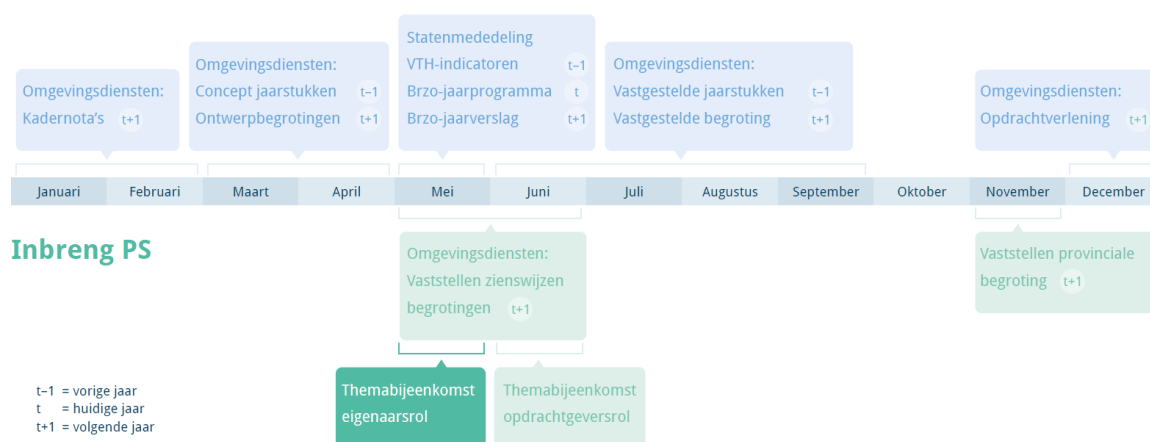 Statenmededeling
VTH-indicatoren t–1
Brzo-jaarprogramma t
Brzo-jaarverslag t+1
Omgevingsdiensten:
Concept jaarstukken t–1
Ontwerpbegrotingen t+1
Omgevingsdiensten:
Vastgestelde jaarstukken t–1
Vastgestelde begroting t+1
Omgevingsdiensten:
Kadernota’s t+1
Omgevingsdiensten:
Opdrachtverlening t+1
Januari Februari Maart April Mei Juni Juli Augustus September Oktober November December
Inbreng PS
Omgevingsdiensten:
Vaststellen zienswijzen
begrotingen t+1
Vaststellen provinciale
begroting t+1
Themabijeenkomst
eigenaarsrol
Themabijeenkomst
opdrachtgeversrol
t–1 = vorige jaar
t = huidige jaar
t+1 = volgende jaar